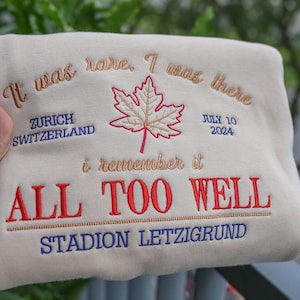 It was rare, I was there
ZURICH
SWITZERLAND
JULY 10
2024
i remember it
ALL TOO WELL
STADION LETZIGRUND